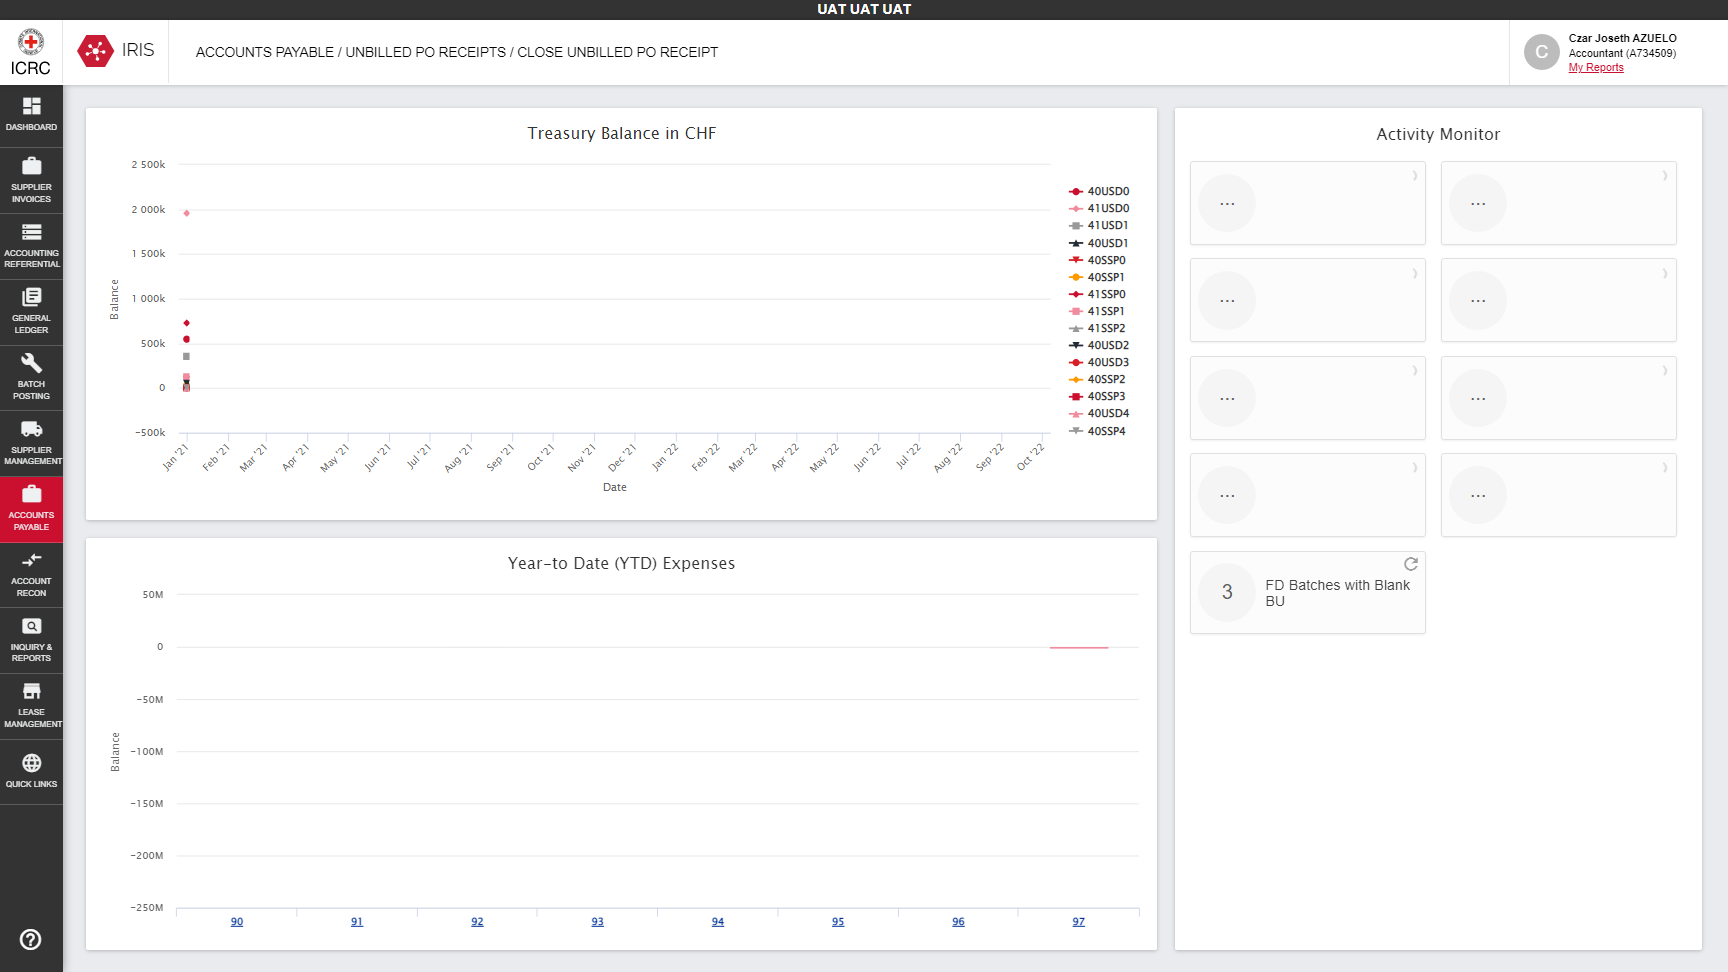 UAT UAT UAT
ICRC
IRIS
ACCOUNTS PAYABLE / UNBILLED PO RECEIPTS / CLOSE UNBILLED PO RECEIPT
C
Czar Joseth AZUELO
Accountant (A734509)
My Reports
DASHBOARD
SUPPLIER
INVOICES
ACCOUNTING
REFERENTIAL
GENERAL
LEDGER
BATCH
POSTING
SUPPLIER
MANAGEMENT
ACCOUNTS
PAYABLE
ACCOUNT
RECON
INQUIRY &
REPORTS
LEASE
MANAGEMENT
QUICK LINKS
Treasury Balance in CHF
2 500k
2 000k
1 500k
1 000k
500k
0
−500k
Balance
Jan '21
Feb '21
Mar '21
Apr '21
May '21
Jun '21
Jul '21
Aug '21
Sep '21
Oct '21
Nov '21
Dec '21
Jan '22
Feb '22
Mar '22
Apr '22
May '22
Jun '22
Jul '22
Aug '22
Sep '22
Oct '22
Date
40USD0
41USD0
41USD1
40USD1
40SSP0
40SSP1
41SSP0
41SSP1
41SSP2
40USD2
40USD3
40SSP2
40SSP3
40USD4
40SSP4
Year-to Date (YTD) Expenses
50M
0
−50M
−100M
−150M
−200M
−250M
Balance
90
91
92
93
94
95
96
97
Activity Monitor
...
...
...
...
...
...
...
...
3
FD Batches with Blank
BU